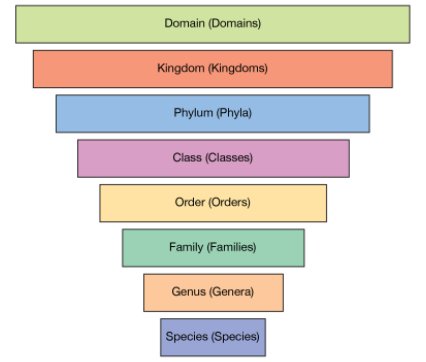 Domain (Domains)
Kingdom (Kingdoms)
Phylum (Phyla)
Class (Classes)
Order (Orders)
Family (Families)
Genus (Genera)
Species (Species)